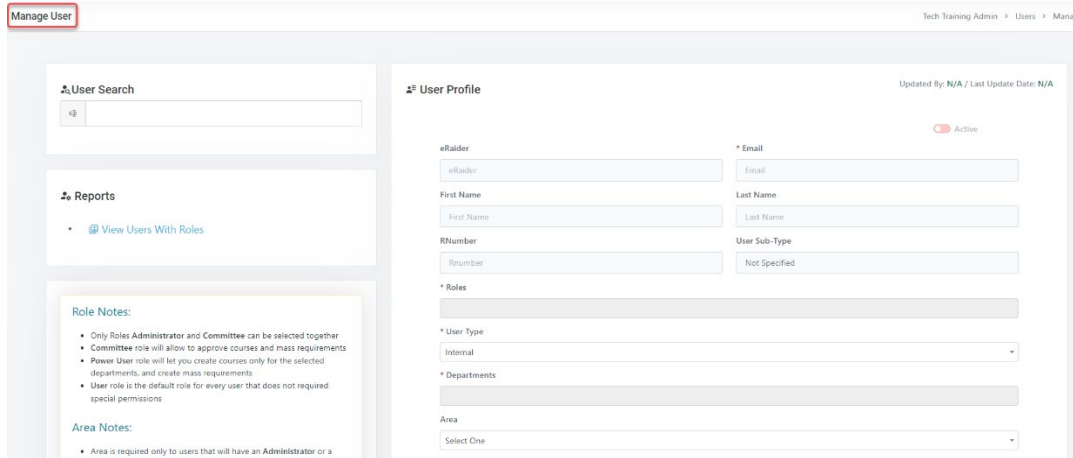 Manage User
Tech Training Admin > Users > Mana
User Search
Reports
View Users With Roles
Role Notes:
Only Roles Administrator and Committee can be selected together
Committee role will allow to approve courses and mass requirements
Power User role will let you create courses only for the selected
departments, and create mass requirements
User role is the default role for every user that does not required
special permissions
Area Notes:
Area is required only to users that will have an Administrator or a
User Profile
Updated By: N/A / Last Update Date: N/A
Active
eRaider
* Email
eRaider
Email
First Name
Last Name
First Name
Last Name
RNumber
User Sub-Type
Rnumber
Not Specified
* Roles
* User Type
Internal
* Departments
Area
Select One